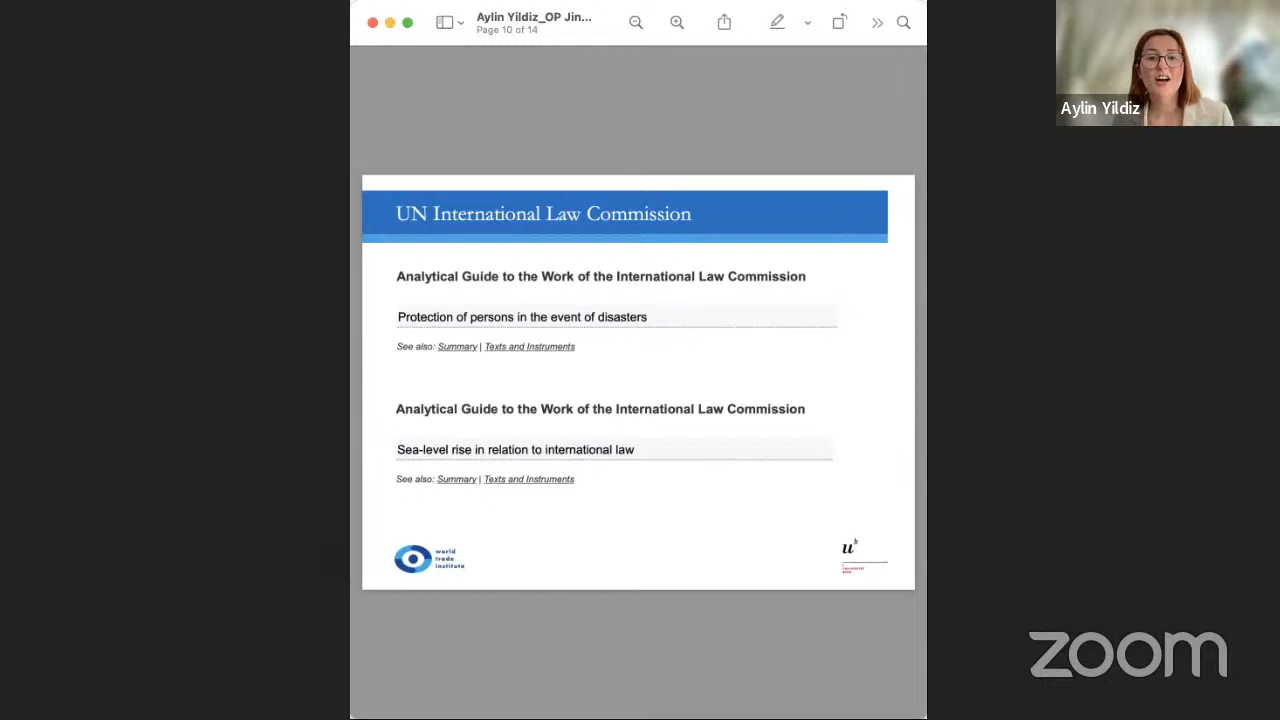 Aylin Yildiz_OP Jin...
Page 10 of 14
Aylin Yildiz
UN International Law Commission
Analytical Guide to the Work of the International Law Commission
Protection of persons in the event of disasters
See also: Summary | Texts and Instruments
Analytical Guide to the Work of the International Law Commission
Sea-level rise in relation to international law
See also: Summary | Texts and Instruments
world
trade
institute
u b
zoom